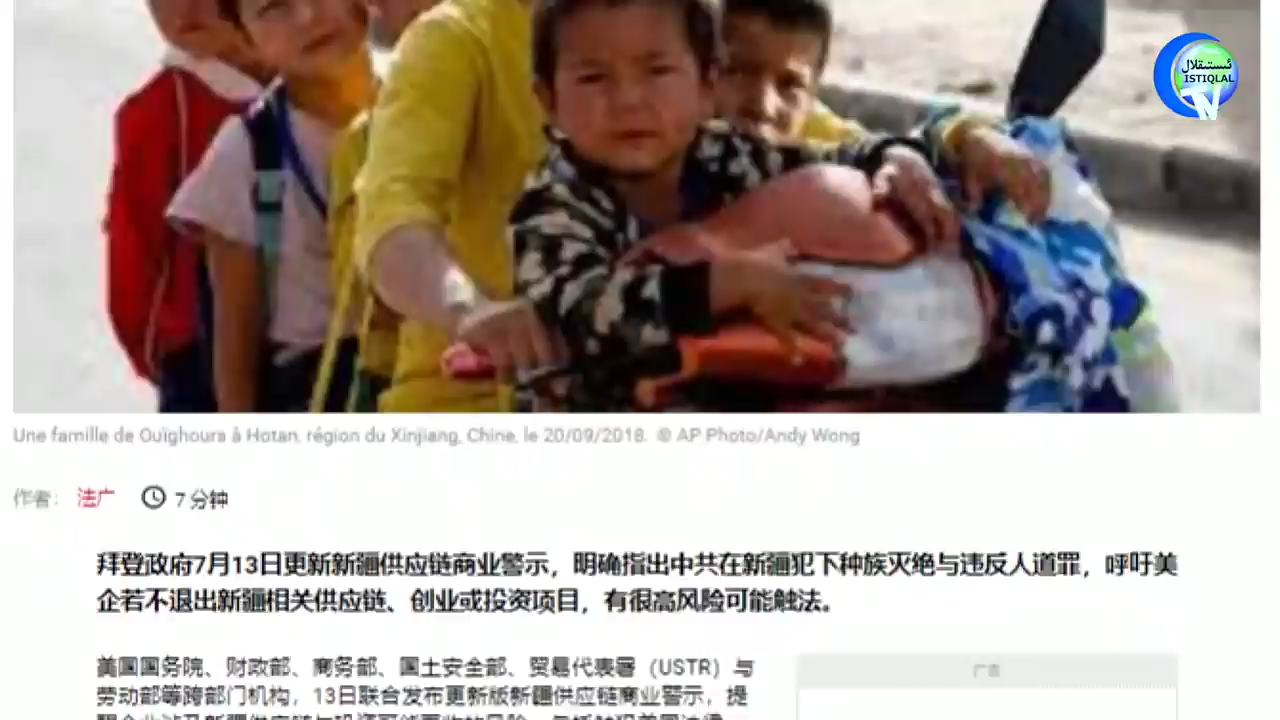 ئىستىقلال
ISTIQLAL
TV
Une famille de Ouïghours à Hotan, région du Xinjiang, Chine, le 20/09/2018. © AP Photo/Andy Wong
作者： 法广 7 分钟
拜登政府7月13日更新新疆供应链商业警示，明确指出中共在新疆犯下种族灭绝与违反人道罪，呼吁美
企若不退出新疆相关供应链、创业或投资项目，有很高风险可能触法。
美国国务院、财政部、商务部、国土安全部、贸易代表署（USTR）与
广告
劳动部等跨部门机构，13日联合发布更新版新疆供应链商业警示，提